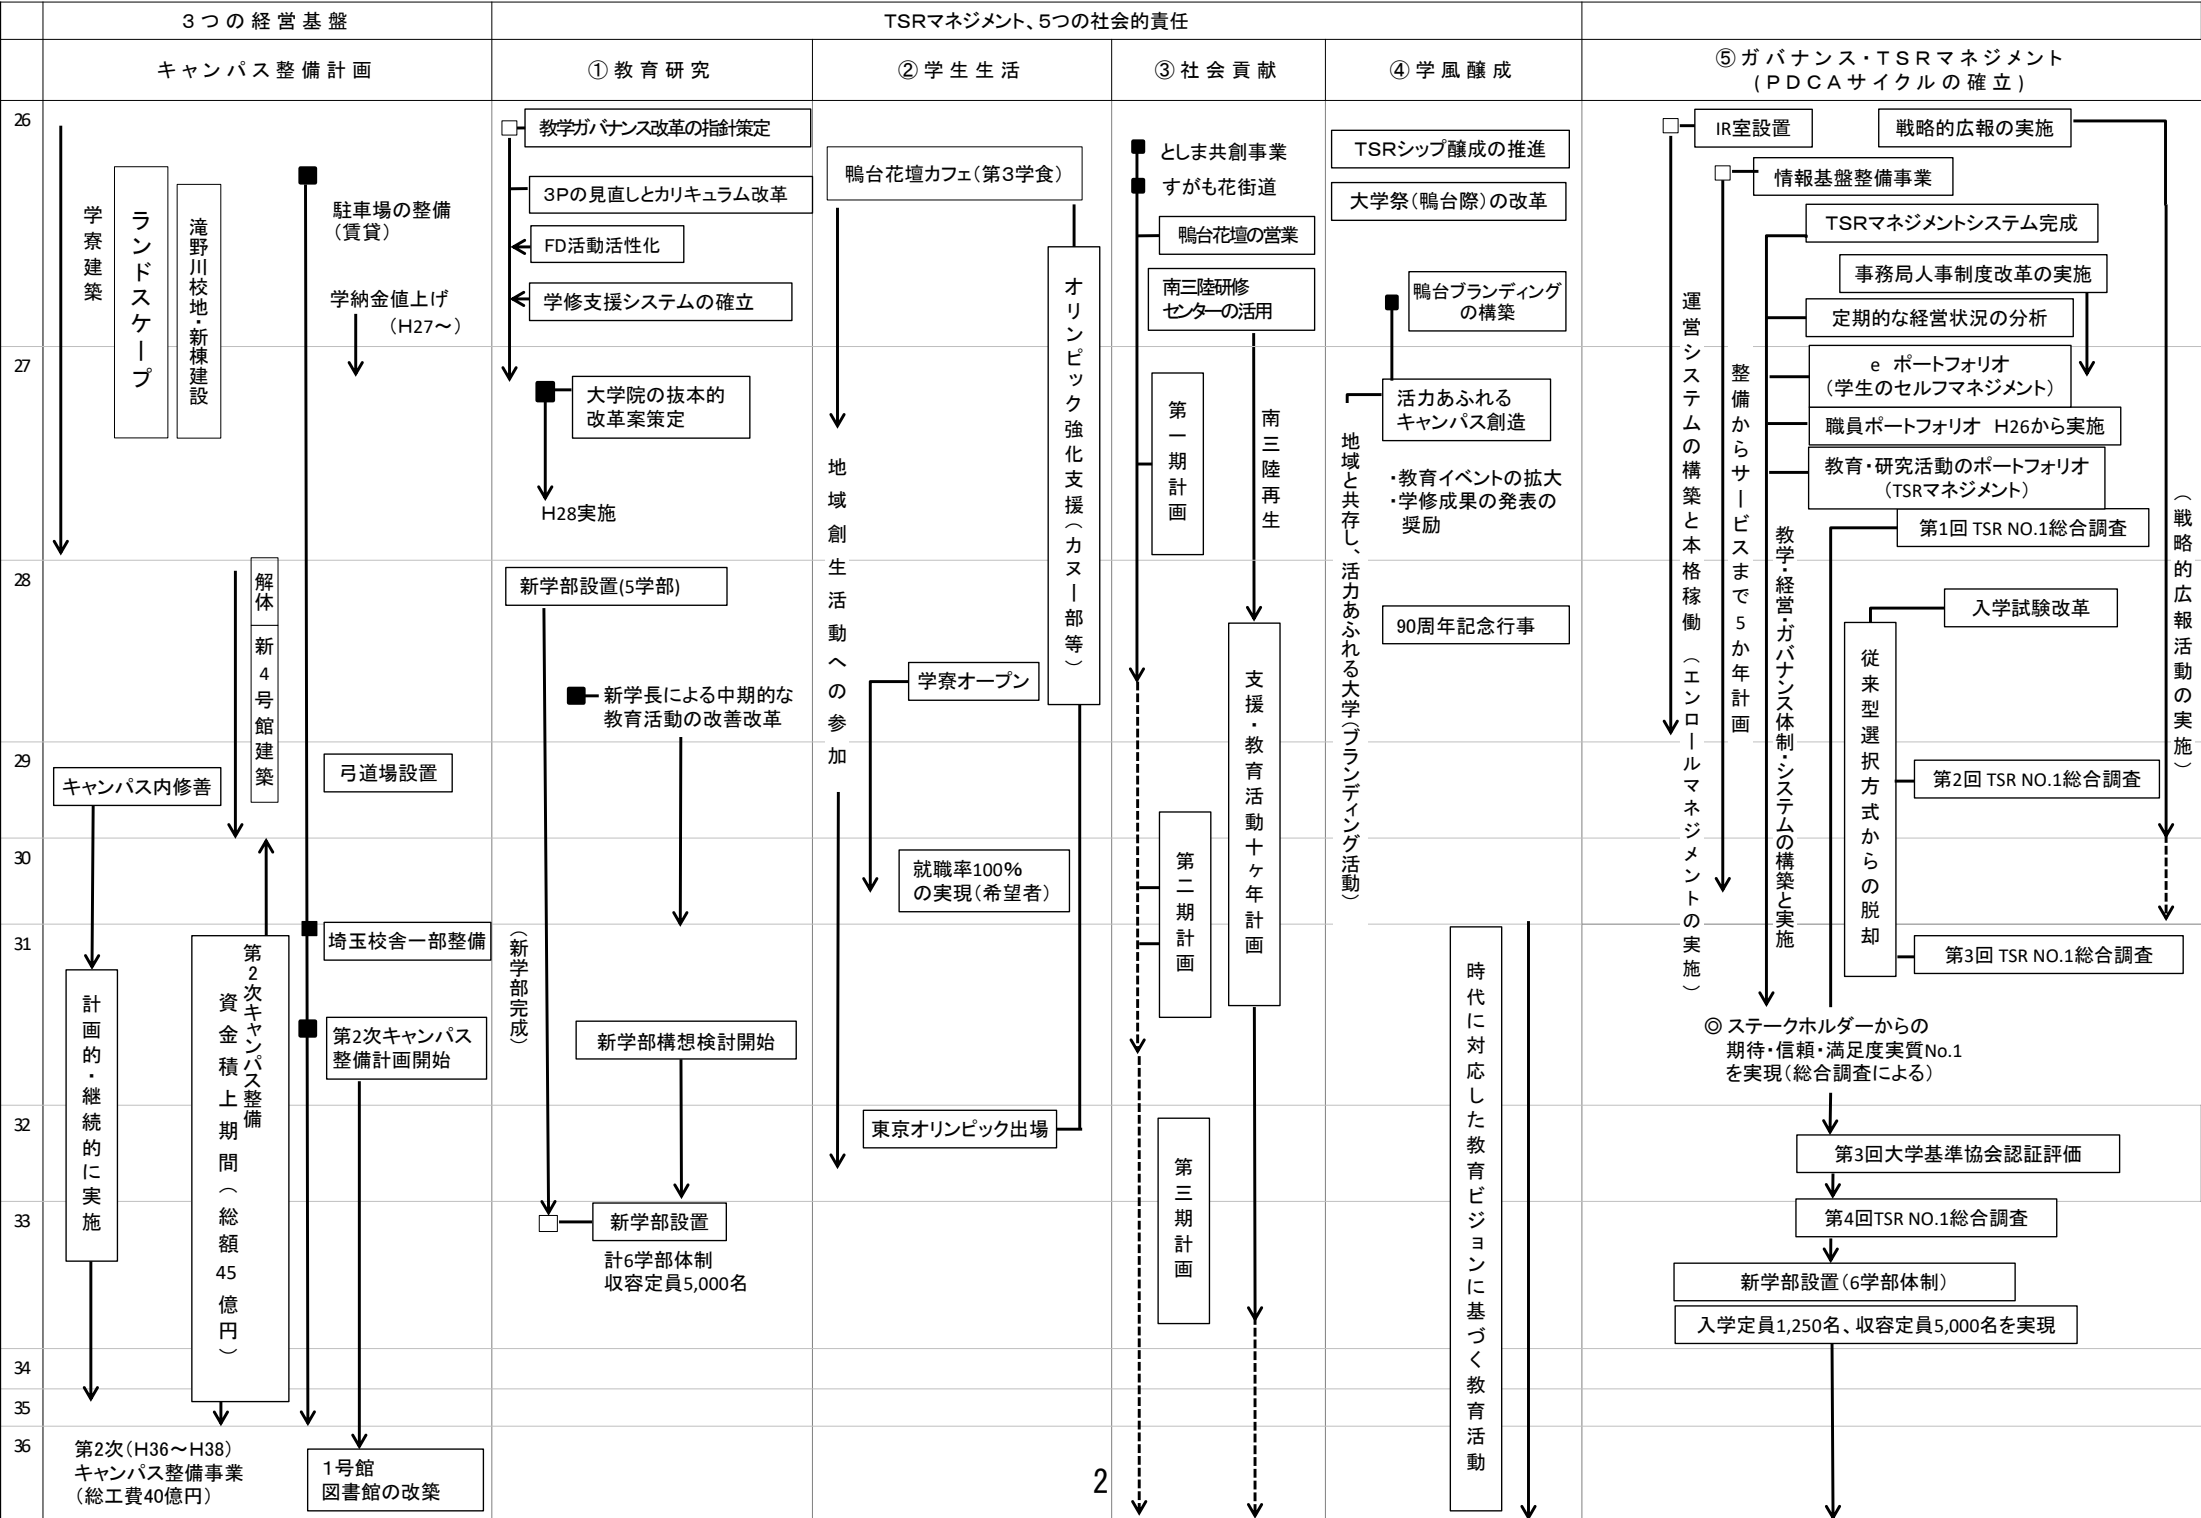 ３つの経営基盤
TSRマネジメント、5つの社会的責任
キャンパス整備計画
①教育研究
②学生生活
③社会貢献
④学風醸成
⑤ガバナンス・TSRマネジメント
(PDCAサイクルの確立)
26
27
28
29
30
31
32
33
34
35
36
学寮建築
ランドスケープ
滝野川校地・新棟建設
駐車場の整備
(賃貸)
学納金値上げ
(H27～)
解体
新4号館建築
キャンパス内修善
弓道場設置
計画的・継続的に実施
第2次キャンパス整備
資金積上期間(総額45億円)
埼玉校舎一部整備
第2次キャンパス
整備計画開始
第2次(H36～H38)
キャンパス整備事業
(総工費40億円)
1号館
図書館の改築
教学ガバナンス改革の指針策定
3Pの見直しとカリキュラム改革
FD活動活性化
学修支援システムの確立
大学院の抜本的
改革案策定
H28実施
新学部設置(5学部)
新学長による中期的な
教育活動の改善改革
(新学部完成)
新学部構想検討開始
新学部設置
計6学部体制
収容定員5,000名
鴨台花壇カフェ(第3学食)
オリンピック強化支援(カヌー部等)
地域創生活動への参加
学寮オープン
就職率100%
の実現(希望者)
東京オリンピック出場
としま共創事業
すがも花街道
鴨台花壇の営業
南三陸研修
センターの活用
第一期計画
南三陸再生
支援・教育活動十ヶ年計画
第二期計画
第三期計画
TSRシップ醸成の推進
大学祭(鴨台際)の改革
鴨台ブランディング
の構築
活力あふれる
キャンパス創造
・教育イベントの拡大
・学修成果の発表の
奨励
地域と共存し、活力あふれる大学(ブランディング活動)
90周年記念行事
時代に対応した教育ビジョンに基づく教育活動
IR室設置
戦略的広報の実施
情報基盤整備事業
TSRマネジメントシステム完成
事務局人事制度改革の実施
定期的な経営状況の分析
e ポートフォリオ
(学生のセルフマネジメント)
職員ポートフォリオ H26から実施
教育・研究活動のポートフォリオ
(TSRマネジメント)
第1回 TSR NO.1総合調査
入学試験改革
従来型選択方式からの脱却
第2回 TSR NO.1総合調査
第3回 TSR NO.1総合調査
運営システムの構築と本格稼働(エンロールマネジメントの実施)
整備からサービスまで5か年計画
教学・経営・ガバナンス体制・システムの構築と実施
(戦略的広報活動の実施)
◎ステークホルダーからの
期待・信頼・満足度実質No.1
を実現(総合調査による)
第3回大学基準協会認証評価
第4回TSR NO.1総合調査
新学部設置(6学部体制)
入学定員1,250名、収容定員5,000名を実現
2